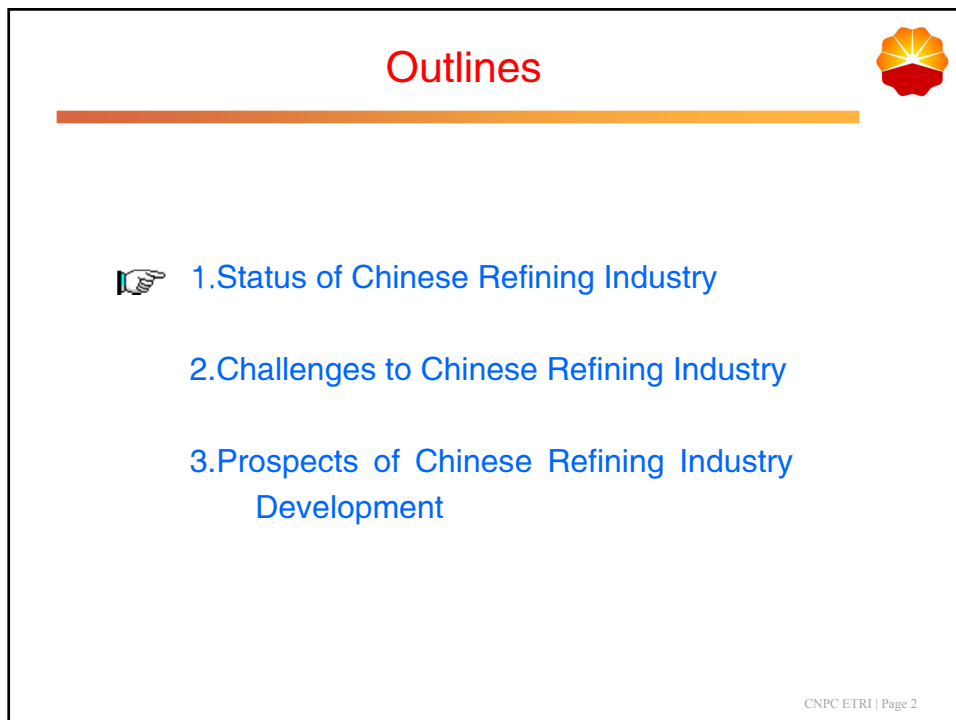 Outlines
1.Status of Chinese Refining Industry
2.Challenges to Chinese Refining Industry
3.Prospects of Chinese Refining Industry
Development
CNPC ETRI | Page 2